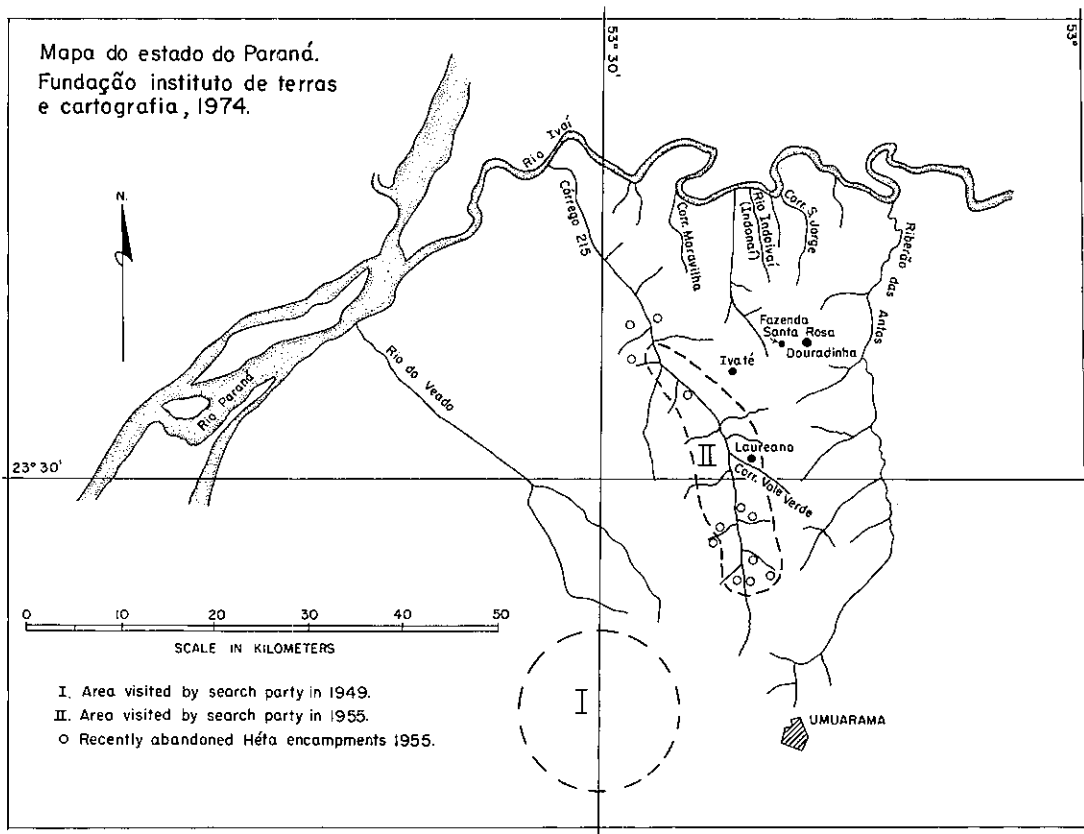 Mapa do estado do Paraná.
Fundação instituto de terras
e cartografia, 1974.
53° 30'
53°
N.
Rio Ivaí
Córrego 215
Corr. Maravilha
Rio Indoivaí
(Indonaí)
Corr. S. Jorge
Riberão das Antas
Fazenda
Santa Rosa
Douradinha
Ivaté
Rio Paraná
Rio do Veado
II
Laureano
Corr. Vale Verde
23° 30'
0 10 20 30 40 50
SCALE IN KILOMETERS
I
I. Area visited by search party in 1949.
II. Area visited by search party in 1955.
O Recently abandoned Héta encampments 1955.
UMUARAMA